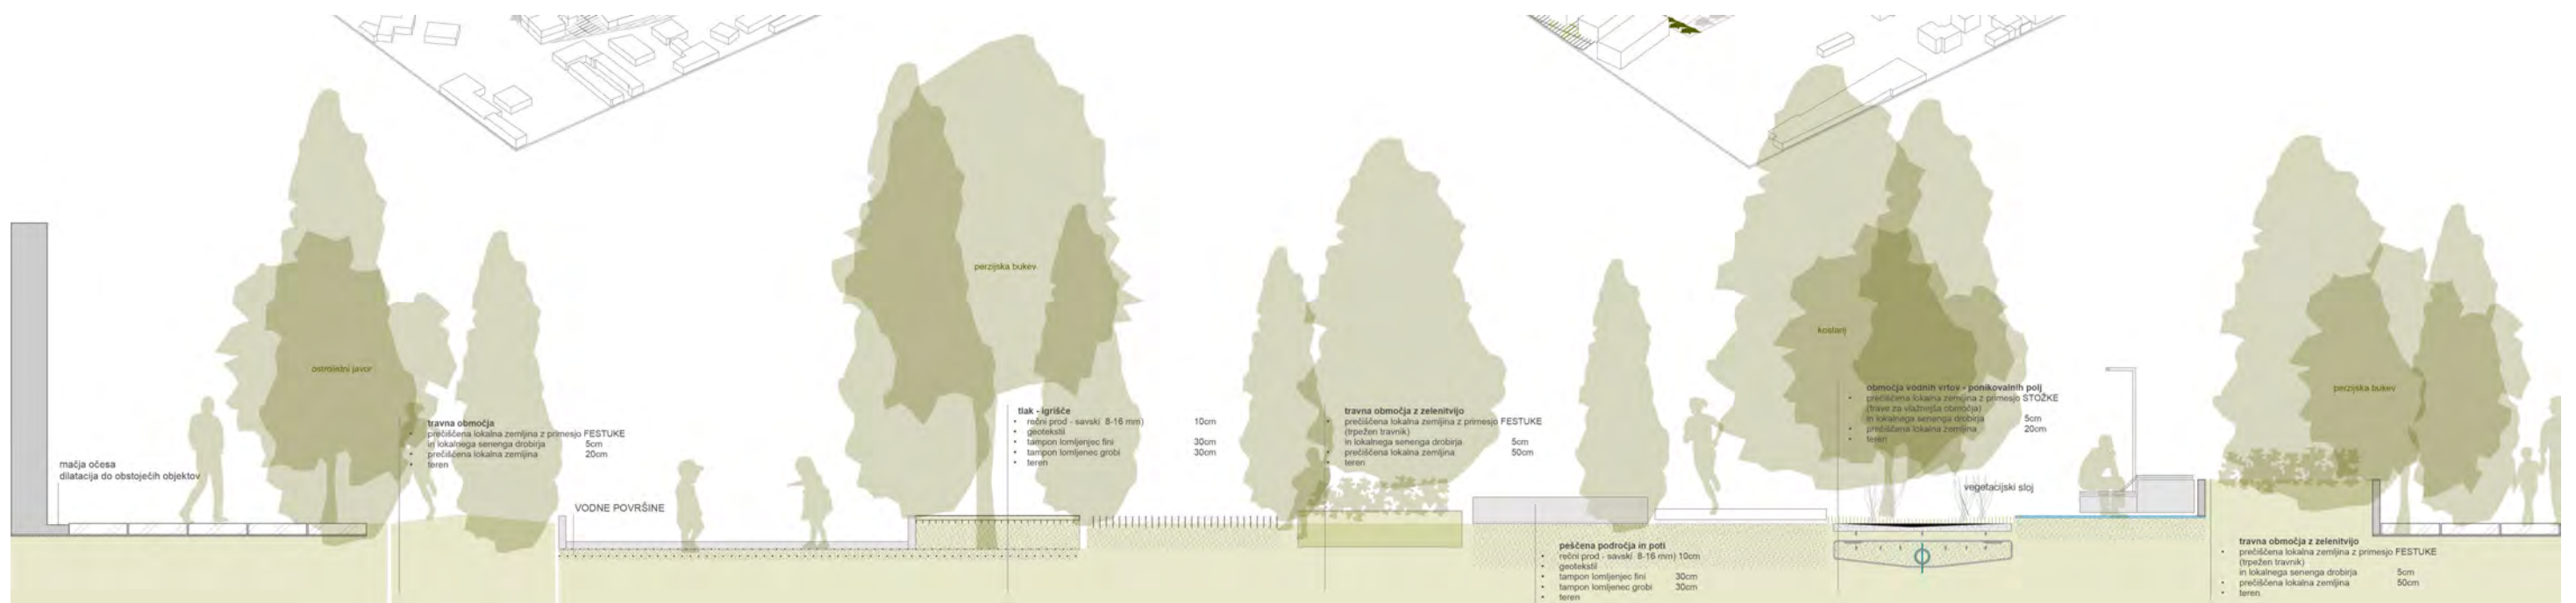 ostrolistni javor
mačja očesa
dilatacija do obstoječih objektov
travna območja
• prečiščena lokalna zemljina z primesjo FESTUKE
in lokalnega senenga drobirja 5cm
• prečiščena lokalna zemljina 20cm
• teren
VODNE POVRŠINE
perzijska bukev
tlak - igrišče
• rečni prod - savski 8-16 mm) 10cm
• geotekstil
• tampon lomljenjec fini 30cm
• tampon lomljenec grobi 30cm
• teren
travna območja z zelenitvijo
• prečiščena lokalna zemljina z primesjo FESTUKE
(trpežen travnik)
in lokalnega senenga drobirja 5cm
• prečiščena lokalna zemljina 50cm
• teren
peščena področja in poti
• rečni prod - savski 8-16 mm) 10cm
• geotekstil
• tampon lomljenjec fini 30cm
• tampon lomljenjec grobi 30cm
• teren
kostanj
območja vodnih vrtov - ponikovalnih polj
• prečiščena lokalna zemljina z primesjo STOŽKE
(trave za vlažnejša območja)
in lokalnega senenga drobirja 5cm
• prečiščena lokalna zemljina 20cm
• teren
vegetacijski sloj
perzijska bukev
travna območja z zelenitvijo
• prečiščena lokalna zemljina z primesjo FESTUKE
(trpežen travnik)
in lokalnega senenga drobirja 5cm
• prečiščena lokalna zemljina 50cm
• teren